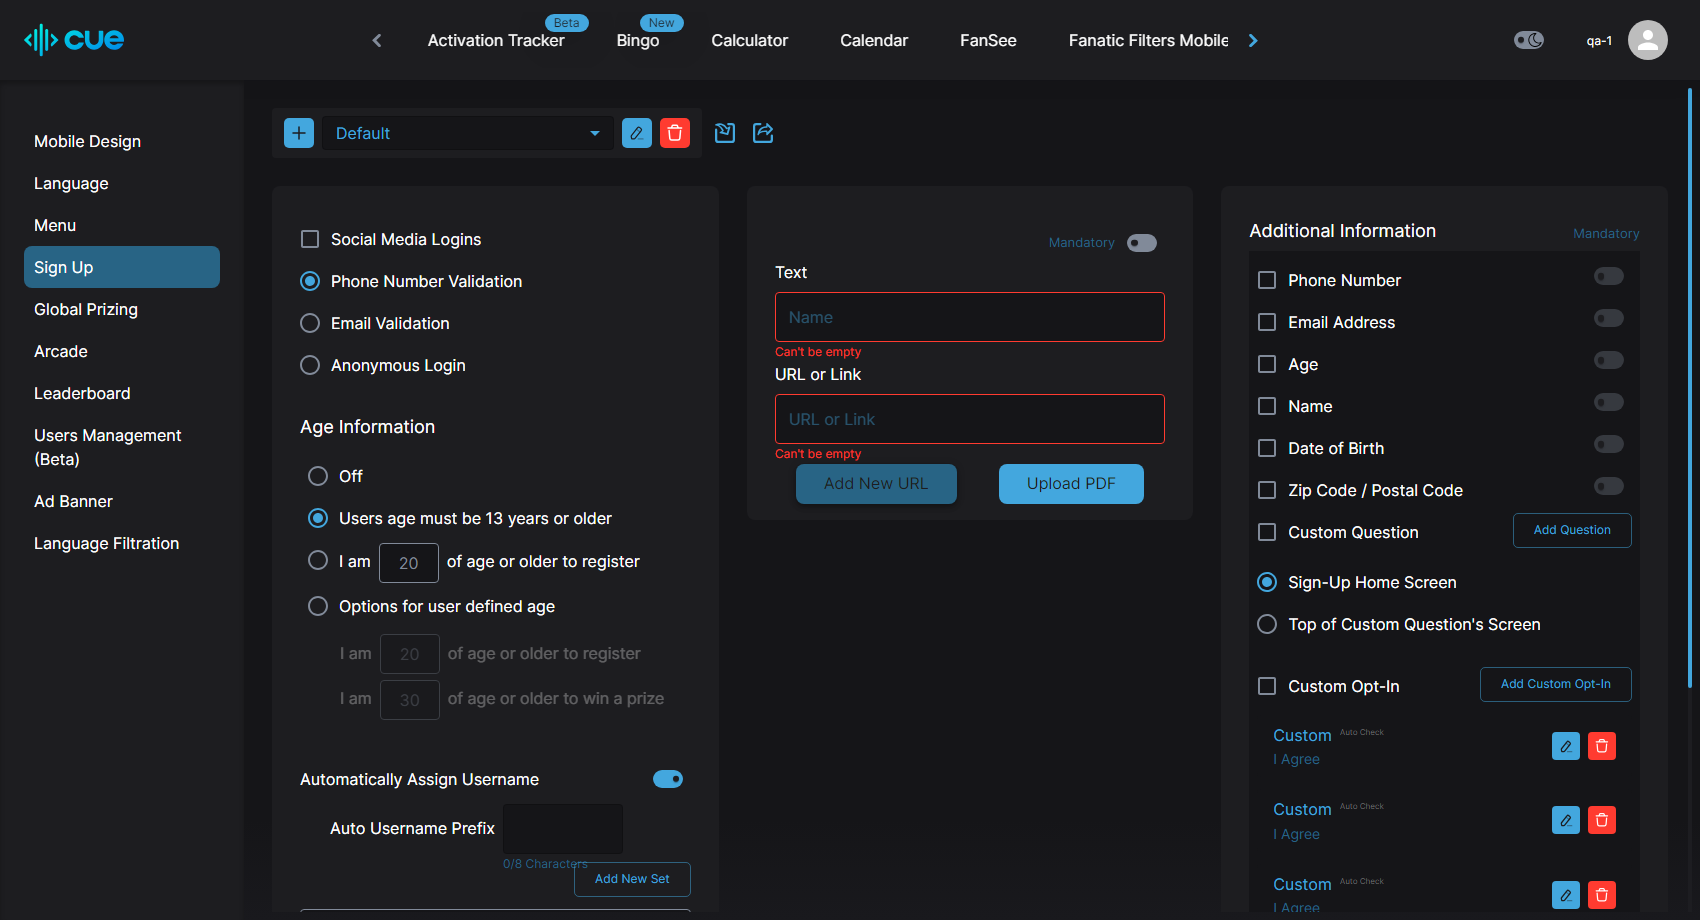 cue
Activation Tracker
Beta
Bingo
New
Calculator
Calendar
FanSee
Fanatic Filters Mobile
qa-1
Mobile Design
Language
Menu
Sign Up
Global Prizing
Arcade
Leaderboard
Users Management
(Beta)
Ad Banner
Language Filtration
Default
Social Media Logins
Phone Number Validation
Email Validation
Anonymous Login
Age Information
Off
Users age must be 13 years or older
I am 20 of age or older to register
Options for user defined age
I am 20 of age or older to register
I am 30 of age or older to win a prize
Automatically Assign Username
Auto Username Prefix
0/8 Characters
Add New Set
Mandatory
Text
Name
Can't be empty
URL or Link
URL or Link
Can't be empty
Add New URL
Upload PDF
Additional Information
Mandatory
Phone Number
Email Address
Age
Name
Date of Birth
Zip Code / Postal Code
Custom Question
Add Question
Sign-Up Home Screen
Top of Custom Question's Screen
Custom Opt-In
Add Custom Opt-In
Custom Auto Check
I Agree
Custom Auto Check
I Agree
Custom Auto Check
I Agree